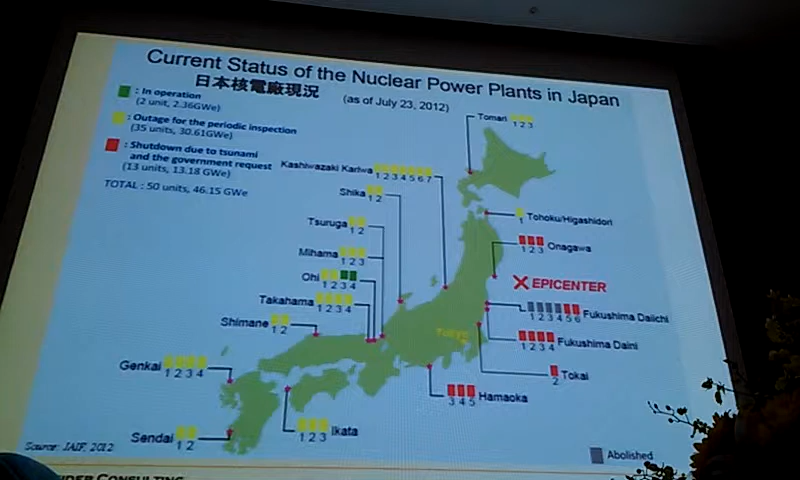 Current Status of the Nuclear Power Plants in Japan
日本核電廠現況
(as of July 23, 2012)
: In operation
(2 unit, 2.36GWe)
: Outage for the periodic inspection
(35 units, 30.61GWe)
: Shutdown due to tsunami
and the government request
(13 units, 13.18 GWe)
TOTAL : 50 units, 46.15 GWe
Tomari
1 2 3
Kashiwazaki Kariwa
1 2 3 4 5 6 7
Shika
1 2
Tsuruga
1 2
Mihama
1 2 3
Ohi
1 2 3 4
Takahama
1 2 3 4
Shimane
1 2
Genkai
1 2 3 4
Sendai
1 2
Ikata
1 2 3
Tohoku/Higashidori
1
Onagawa
1 2 3
EPICENTER
Fukushima Daiichi
1 2 3 4 5 6
Fukushima Daini
1 2 3 4
TOKYO
Tokai
2
Hamaoka
3 4 5
Abolished
Source: JAIF, 2012
CONSULTING